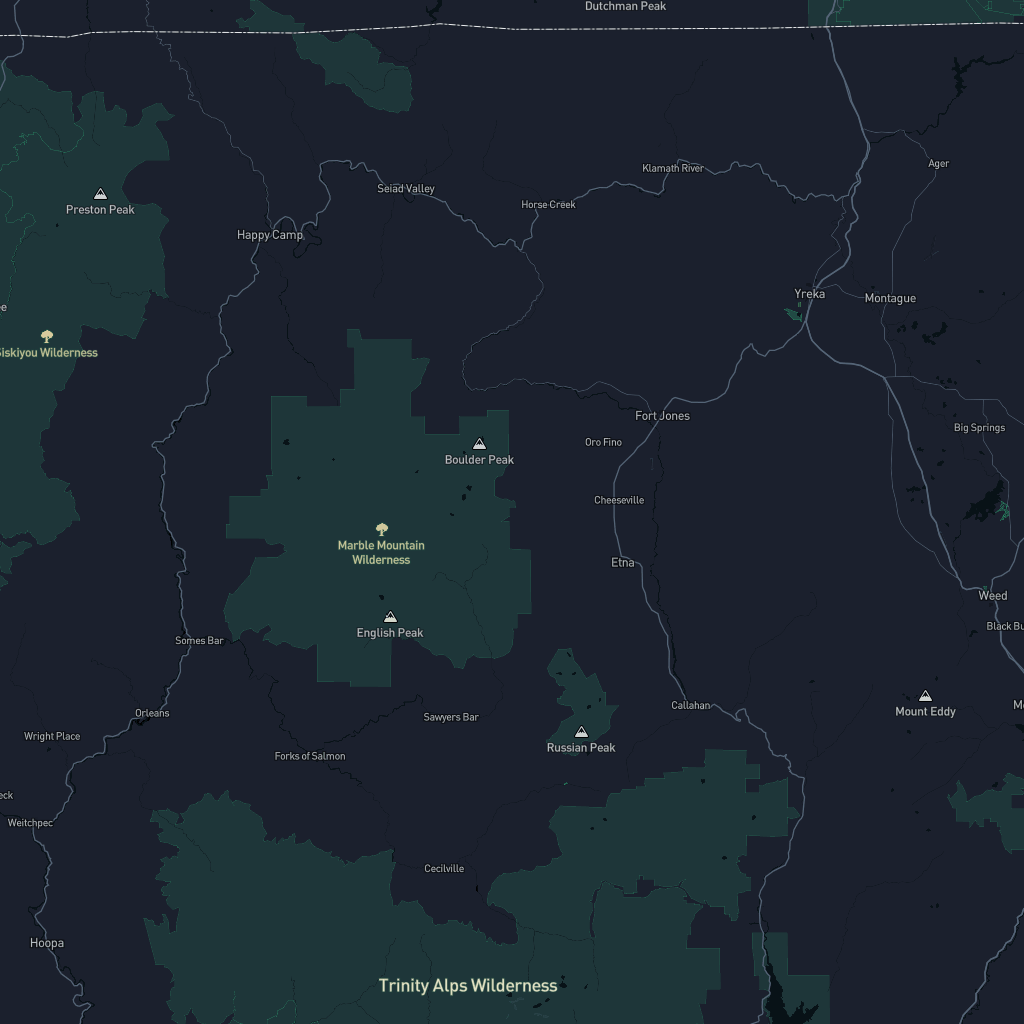 Dutchman Peak
Ager
Klamath River
Seiad Valley
Horse Creek
Preston Peak
Happy Camp
Yreka
Montague
Siskiyou Wilderness
Fort Jones
Big Springs
Oro Fino
Boulder Peak
Cheeseville
Marble Mountain
Wilderness
Etna
Weed
Black Bu
English Peak
Somes Bar
Mount Eddy
Callahan
Orleans
Sawyers Bar
Wright Place
Russian Peak
Forks of Salmon
eck
Weitchpec
Cecilville
Hoopa
Trinity Alps Wilderness